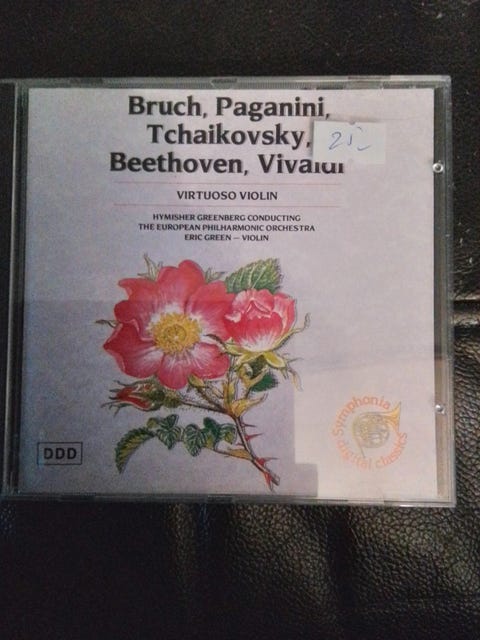 Bruch, Paganini,
Tchaikovsky,
Beethoven, Vivaldi
25,-
VIRTUOSO VIOLIN
HYMISHER GREENBERG CONDUCTING
THE EUROPEAN PHILHARMONIC ORCHESTRA
ERIC GREEN – VIOLIN
Symphonia
digital classics
DDD